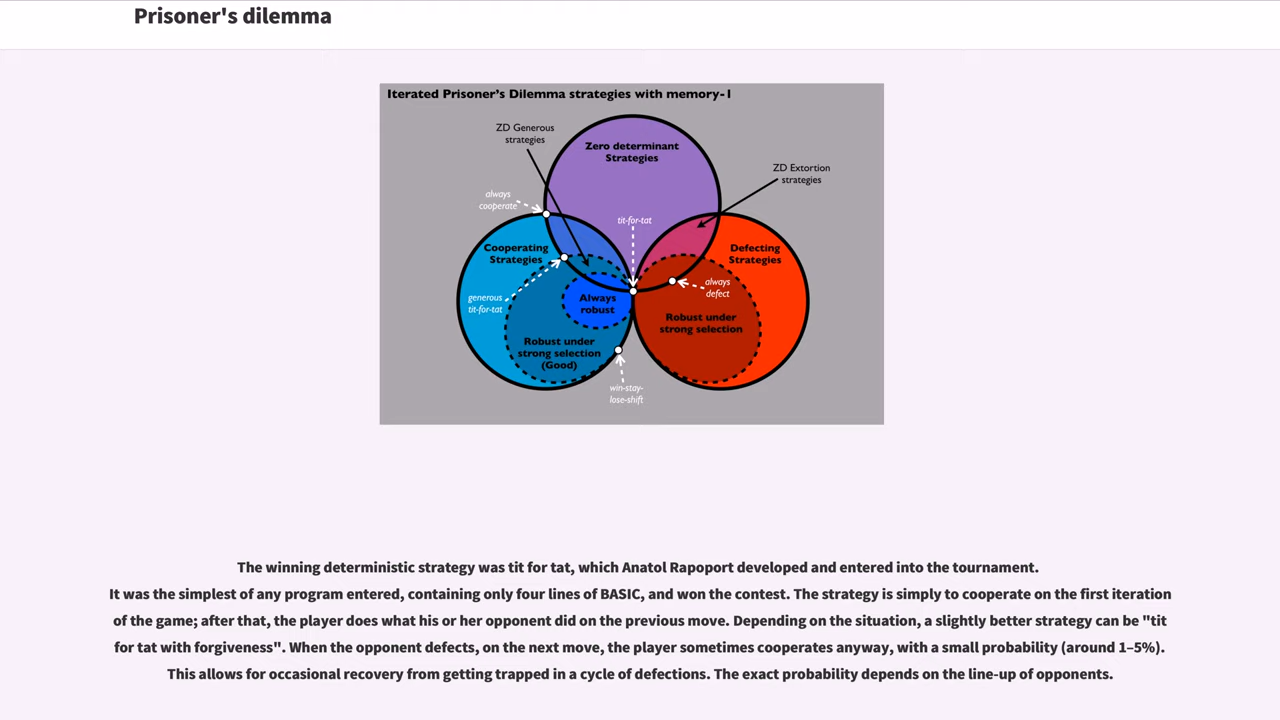 Prisoner's dilemma
Iterated Prisoner's Dilemma strategies with memory-1
ZD Generous
strategies
Zero determinant
Strategies
ZD Extortion
strategies
always
cooperate
tit-for-tat
Cooperating
Strategies
Defecting
Strategies
generous
tit-for-tat
Always
robust
always
defect
Robust under
strong selection
Robust under
strong selection
(Good)
win-stay-
lose-shift
The winning deterministic strategy was tit for tat, which Anatol Rapoport developed and entered into the tournament.
It was the simplest of any program entered, containing only four lines of BASIC, and won the contest. The strategy is simply to cooperate on the first iteration
of the game; after that, the player does what his or her opponent did on the previous move. Depending on the situation, a slightly better strategy can be "tit
for tat with forgiveness". When the opponent defects, on the next move, the player sometimes cooperates anyway, with a small probability (around 1–5%).
This allows for occasional recovery from getting trapped in a cycle of defections. The exact probability depends on the line-up of opponents.